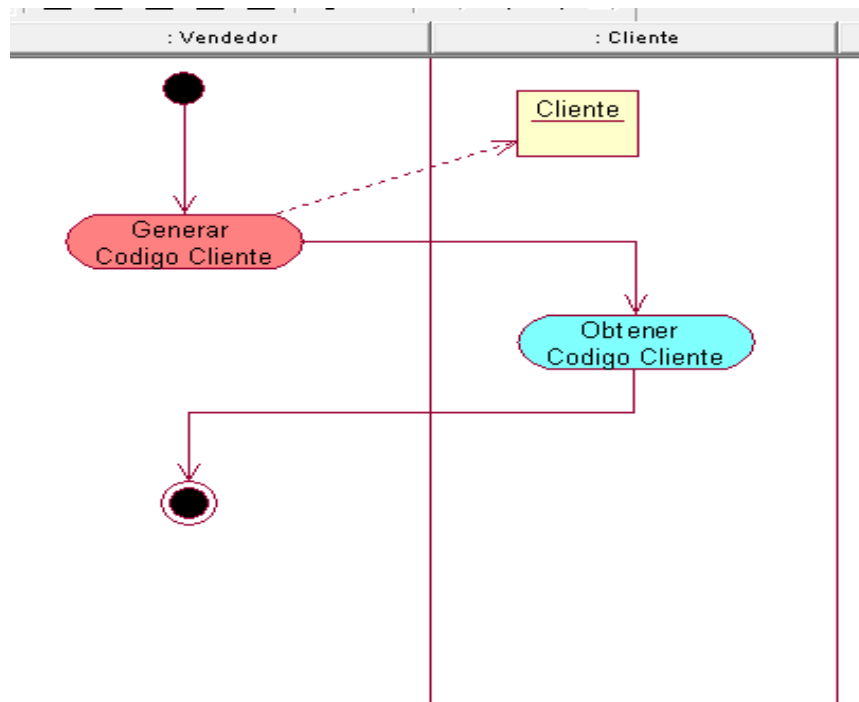 : Vendedor
: Cliente
Cliente
Generar
Codigo Cliente
Obtener
Codigo Cliente